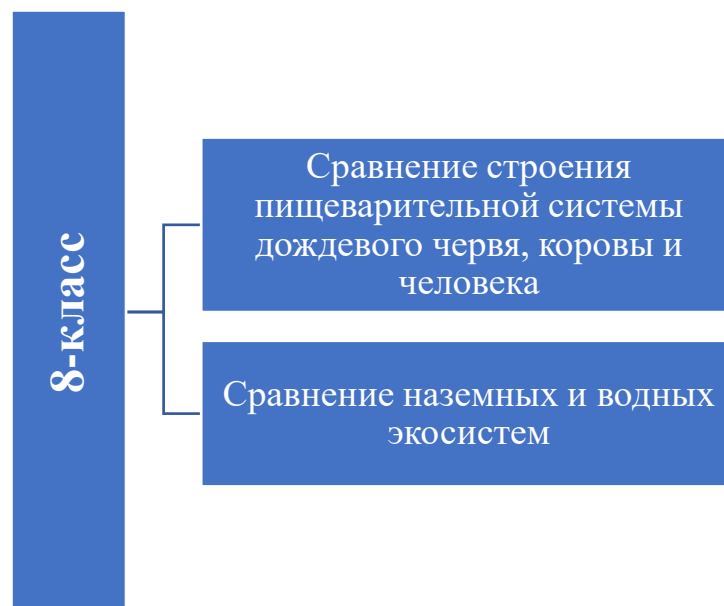 8-класс
Сравнение строения
пищеварительной системы
дождевого червя, коровы и
человека
Сравнение наземных и водных
экосистем